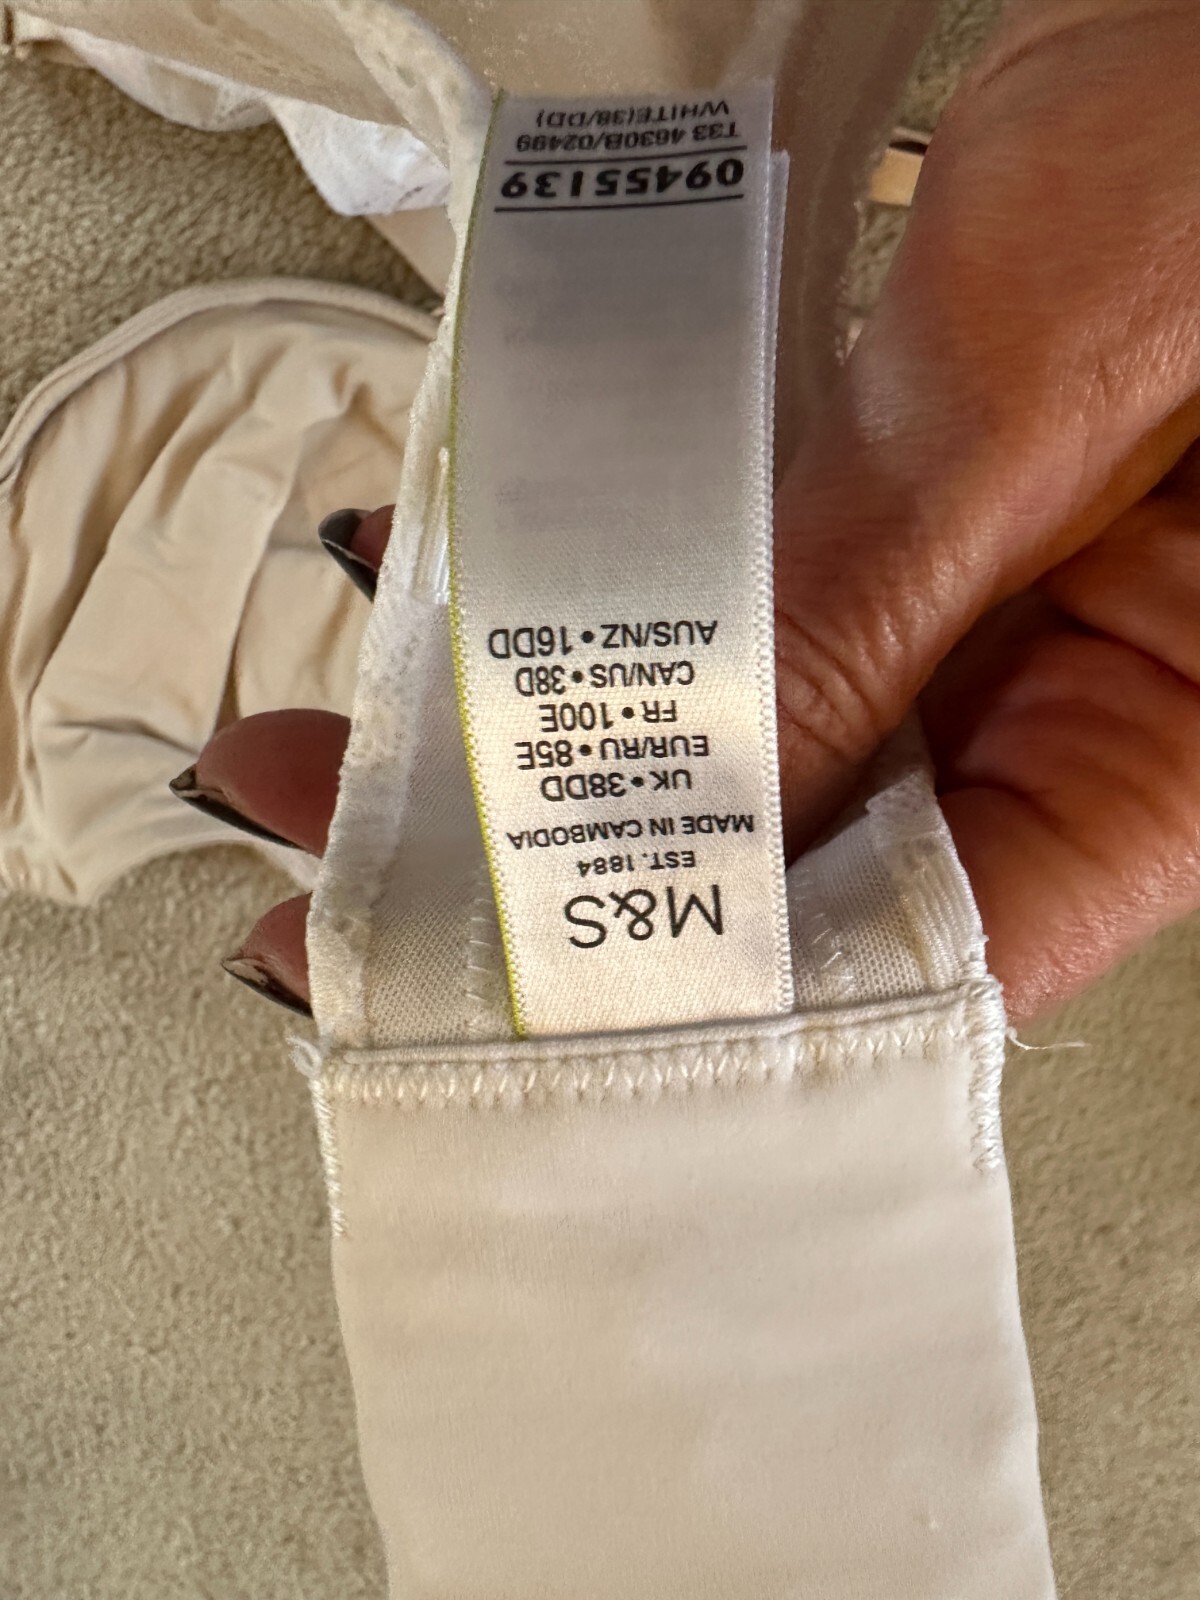 M&S
EST. 1884
MADE IN CAMBODIA
UK • 38DD
EUR/RU • 85E
FR • 100E
CAN/US • 38D
AUS/NZ • 16DD
09455139
T33 4630B/02499
WHITE(38/DD)